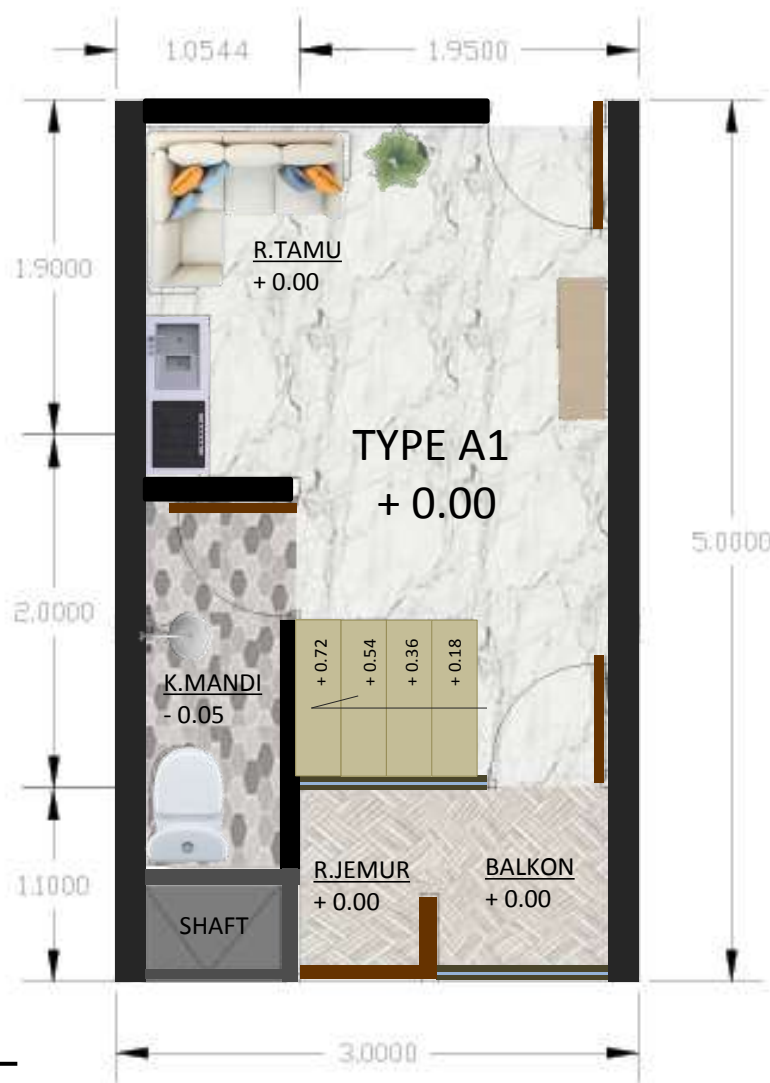 1.0544
1.9500
1.9000
R.TAMU
+ 0.00
TYPE A1
+ 0.00
5.0000
2.0000
+ 0.72
+ 0.54
+ 0.36
+ 0.18
K.MANDI
- 0.05
1.1000
R.JEMUR
+ 0.00
BALKON
+ 0.00
SHAFT
3.0000